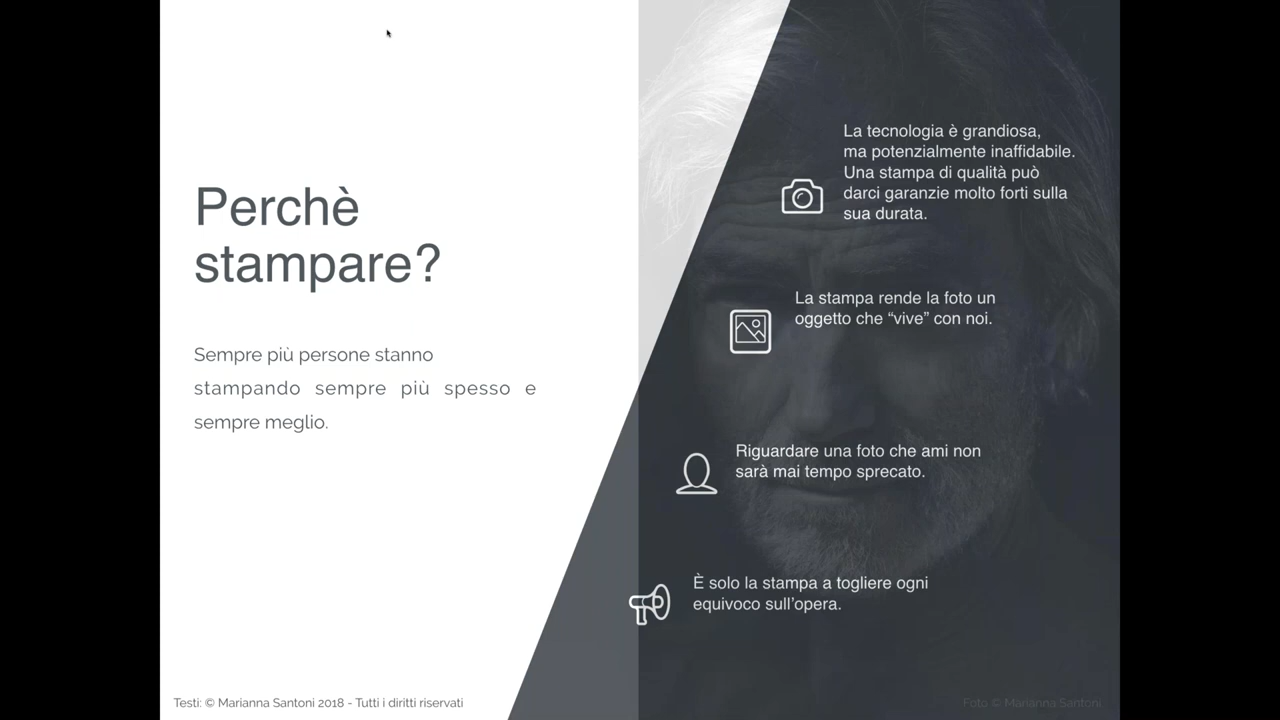 Perchè
stampare?
Sempre più persone stanno
stampando sempre più spesso e
sempre meglio.
La tecnologia è grandiosa,
ma potenzialmente inaffidabile.
Una stampa di qualità può
darci garanzie molto forti sulla
sua durata.
La stampa rende la foto un
oggetto che “vive” con noi.
Riguardare una foto che ami non
sarà mai tempo sprecato.
È solo la stampa a togliere ogni
equivoco sull’opera.
Testi: © Marianna Santoni 2018 - Tutti i diritti riservati
Foto © Marianna Santoni